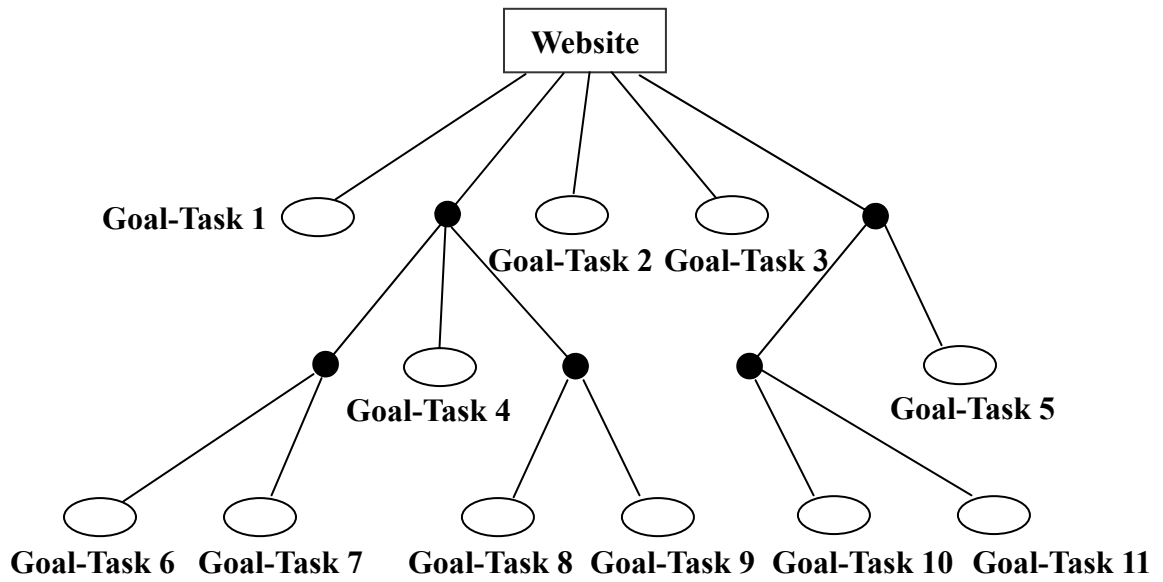 Website
Goal-Task 1
Goal-Task 2
Goal-Task 3
Goal-Task 4
Goal-Task 5
Goal-Task 6
Goal-Task 7
Goal-Task 8
Goal-Task 9
Goal-Task 10
Goal-Task 11